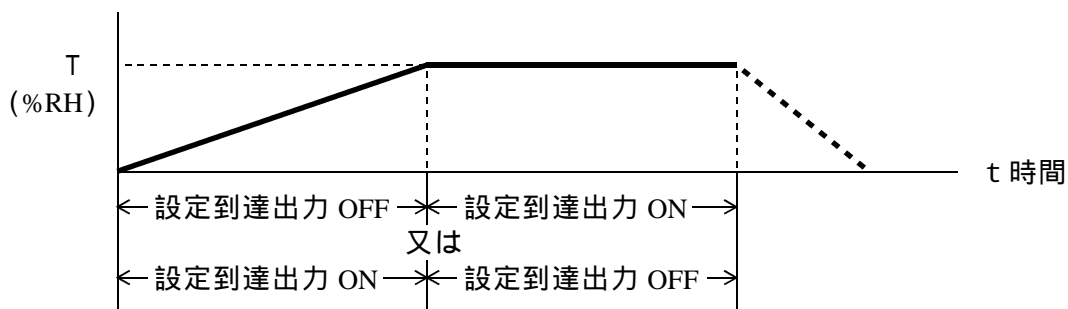 T
(%RH)
t 時間
設定到達出力 OFF 設定到達出力 ON
又は
設定到達出力 ON 設定到達出力 OFF